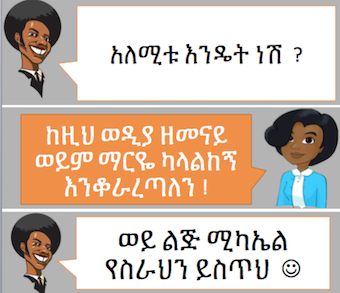 አለሚቱ እንዴት ነሽ ?
ከዚህ ወዲያ ዘመናይ
ወይም ማርዬ ካላልከኝ
እንቆራረጣለን !
ወይ ልጅ ሚካኤል
የስራህን ይስጥህ ☺